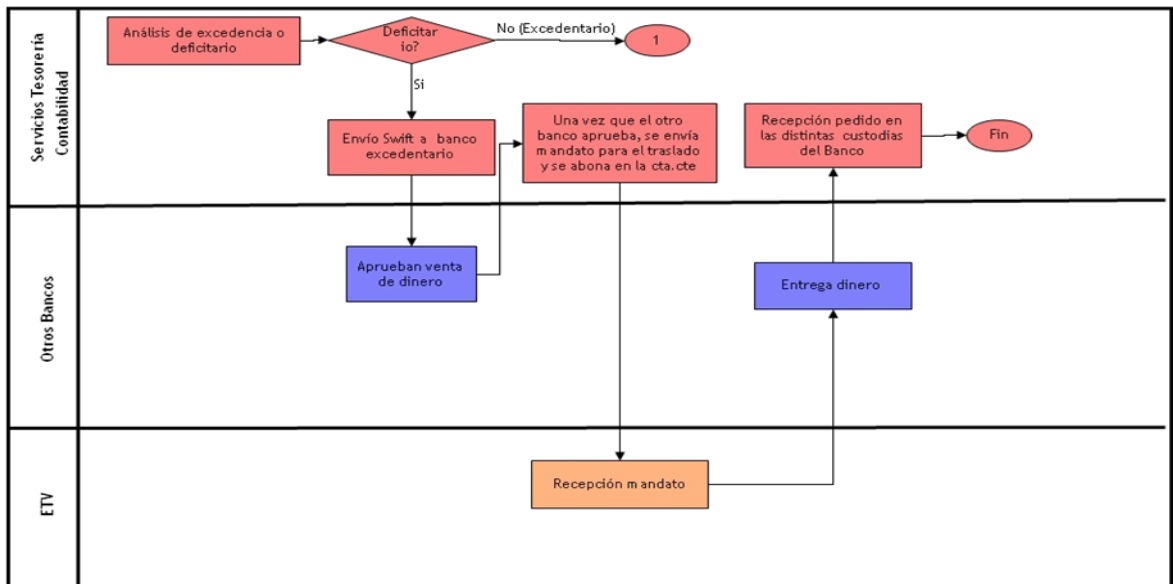 Servicios Tesorería
Contabilidad
Análisis de excedencia o
deficitario
Deficitar
io?
No (Excedentario)
1
Si
Envío Swift a banco
excedentario
Una vez que el otro
banco aprueba, se envía
mandato para el traslado
y se abona en la cta.cte
Recepción pedido en
las distintas custodias
del Banco
Fin
Otros Bancos
Aprueban venta
de dinero
Entrega dinero
ETV
Recepción mandato